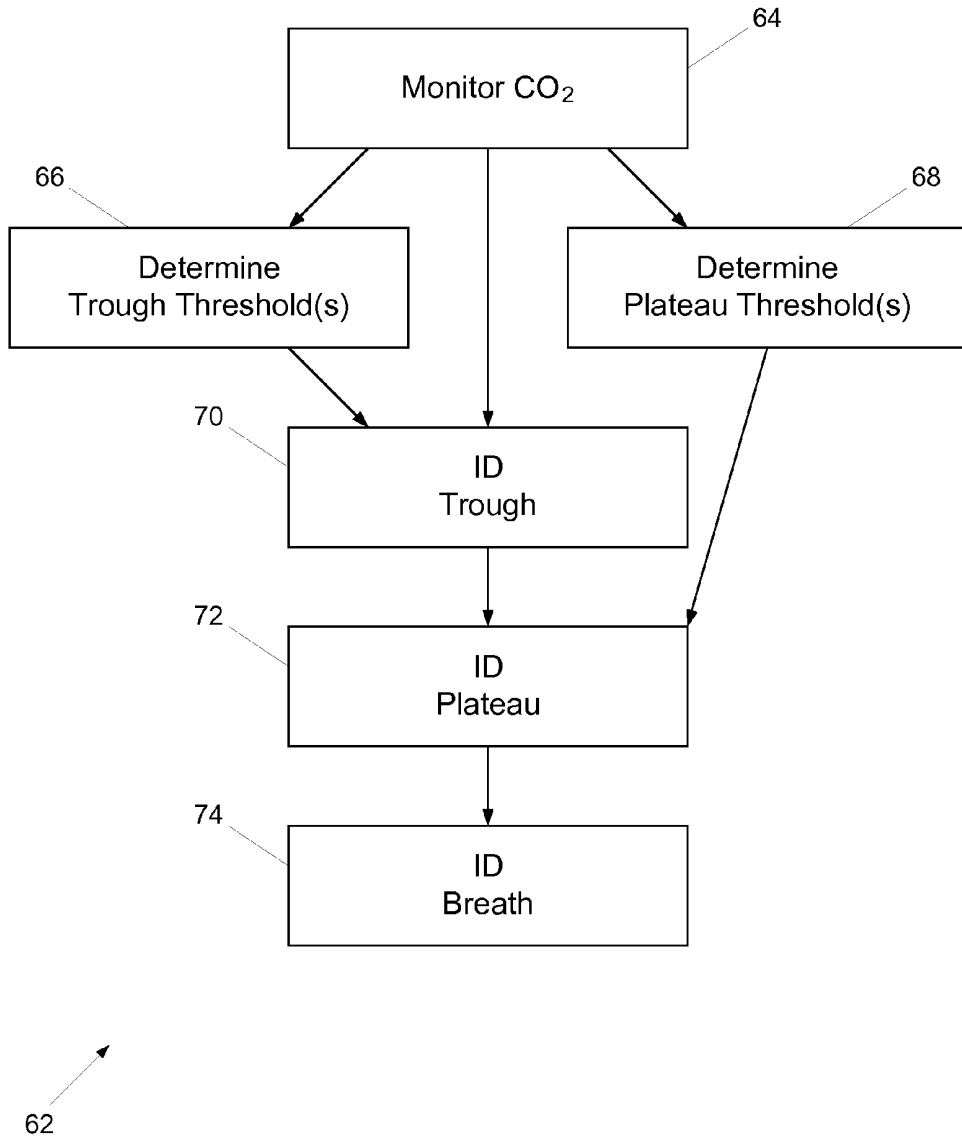 64
Monitor CO₂
66
68
Determine
Trough Threshold(s)
Determine
Plateau Threshold(s)
70
ID
Trough
72
ID
Plateau
74
ID
Breath
62